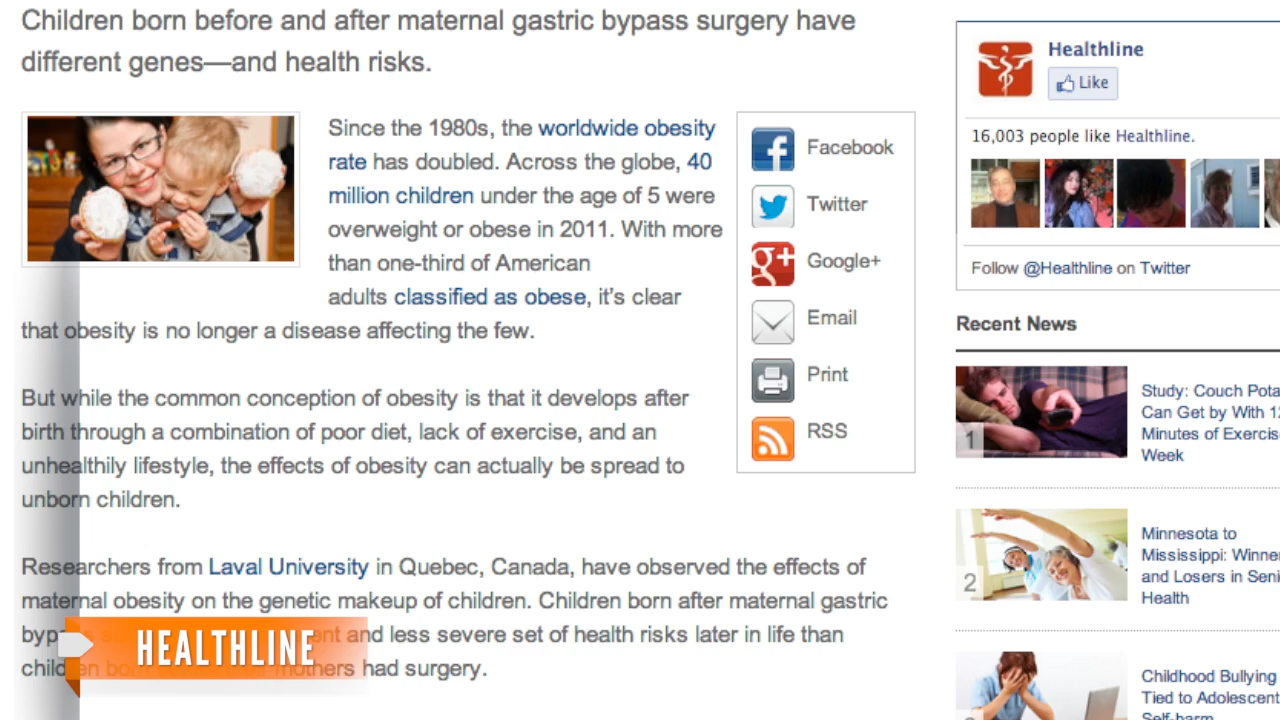 Children born before and after maternal gastric bypass surgery have
different genes—and health risks.
Since the 1980s, the worldwide obesity
rate has doubled. Across the globe, 40
million children under the age of 5 were
overweight or obese in 2011. With more
than one-third of American
adults classified as obese, it's clear
that obesity is no longer a disease affecting the few.
But while the common conception of obesity is that it develops after
birth through a combination of poor diet, lack of exercise, and an
unhealthily lifestyle, the effects of obesity can actually be spread to
unborn children.
Researchers from Laval University in Quebec, Canada, have observed the effects of
maternal obesity on the genetic makeup of children. Children born after maternal gastric
and less severe set of health risks later in life than
mothers had surgery.
HEALTHLINE
Facebook
Twitter
Google+
Email
Print
RSS
Healthline
Like
16,003 people like Healthline.
Follow @Healthline on Twitter
Recent News
1
Study: Couch Pota
Can Get by With 12
Minutes of Exercis
Week
2
Minnesota to
Mississippi: Winne
and Losers in Seni
Health
Childhood Bullying
Tied to Adolescent
Self-harm